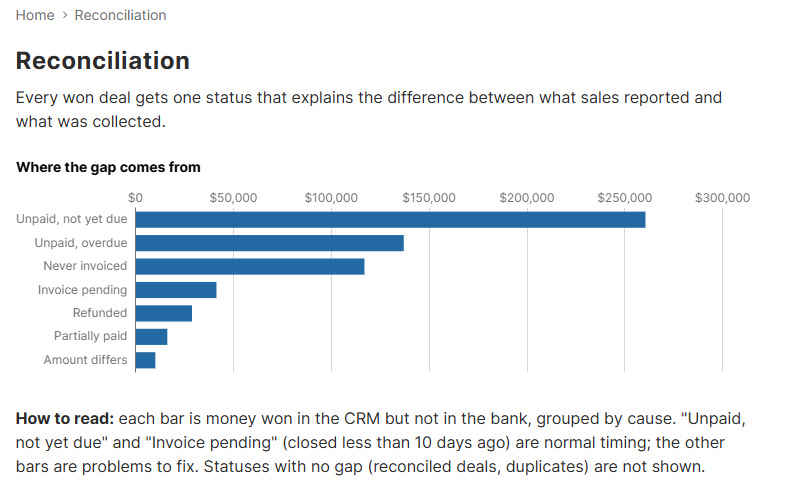 Home > Reconciliation
Reconciliation
Every won deal gets one status that explains the difference between what sales reported and
what was collected.
Where the gap comes from
$0 $50,000 $100,000 $150,000 $200,000 $250,000 $300,000
Unpaid, not yet due
Unpaid, overdue
Never invoiced
Invoice pending
Refunded
Partially paid
Amount differs
How to read: each bar is money won in the CRM but not in the bank, grouped by cause. "Unpaid,
not yet due" and "Invoice pending" (closed less than 10 days ago) are normal timing; the other
bars are problems to fix. Statuses with no gap (reconciled deals, duplicates) are not shown.